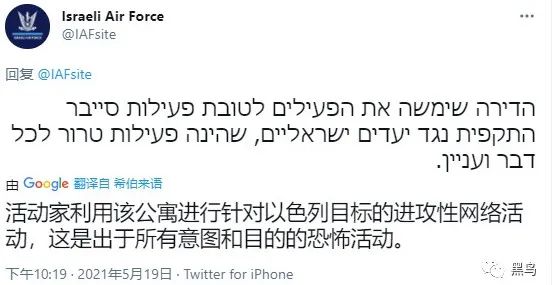 Israeli Air Force
@IAFsite
回复 @IAFsite
הדירה שימשה את הפעילים לטובת פעילות סייבר
התקפית נגד יעדים ישראליים, שהינה פעילות טרור לכל
דבר ועניין.
由 Google 翻译自 希伯来语
活动家利用该公寓进行针对以色列目标的进攻性网络活
动，这是出于所有意图和目的的恐怖活动。
下午10:19 · 2021年5月19日 · Twitter for iPhone
黑鸟